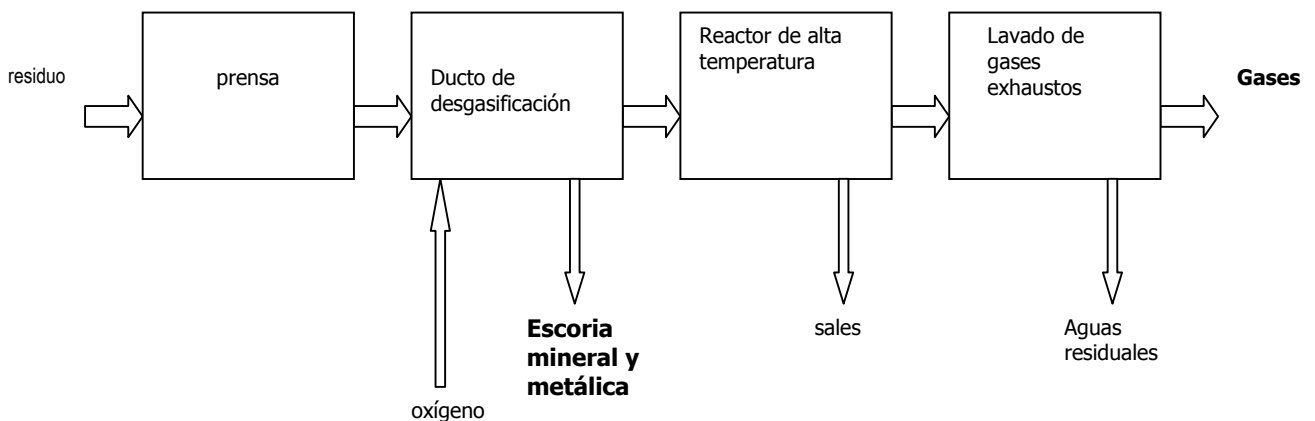 residuo
prensa
Ducto de
desgasificación
Reactor de alta
temperatura
Lavado de
gases
exhaustos
Gases
Escoria
mineral y
metálica
sales
Aguas
residuales
oxígeno